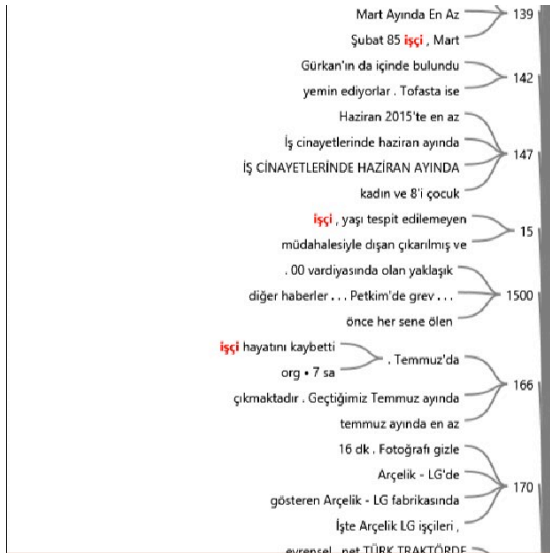 Mart Ayında En Az
139
Şubat 85 işçi , Mart
Gürkan'ın da içinde bulundu
142
yemin ediyorlar . Tofasta ise
Haziran 2015'te en az
İş cinayetlerinde haziran ayında
147
İŞ CİNAYETLERİNDE HAZİRAN AYINDA
kadın ve 8'i çocuk
işçi , yaşı tespit edilemeyen
15
müdahalesiyle dışarı çıkarılmış ve
. 00 vardiyasında olan yaklaşık
diğer haberler . . . Petkim'de grev . . .
1500
önce her sene ölen
işçi hayatını kaybetti
. Temmuz'da
org • 7 sa
166
çıkmaktadır . Geçtiğimiz Temmuz ayında
temmuz ayında en az
16 dk . Fotoğrafı gizle
Arçelik - LG'de
170
gösteren Arçelik - LG fabrikasında
İşte Arçelik LG işçileri ,
evrensel . net TÜRK TRAKTÖRDE